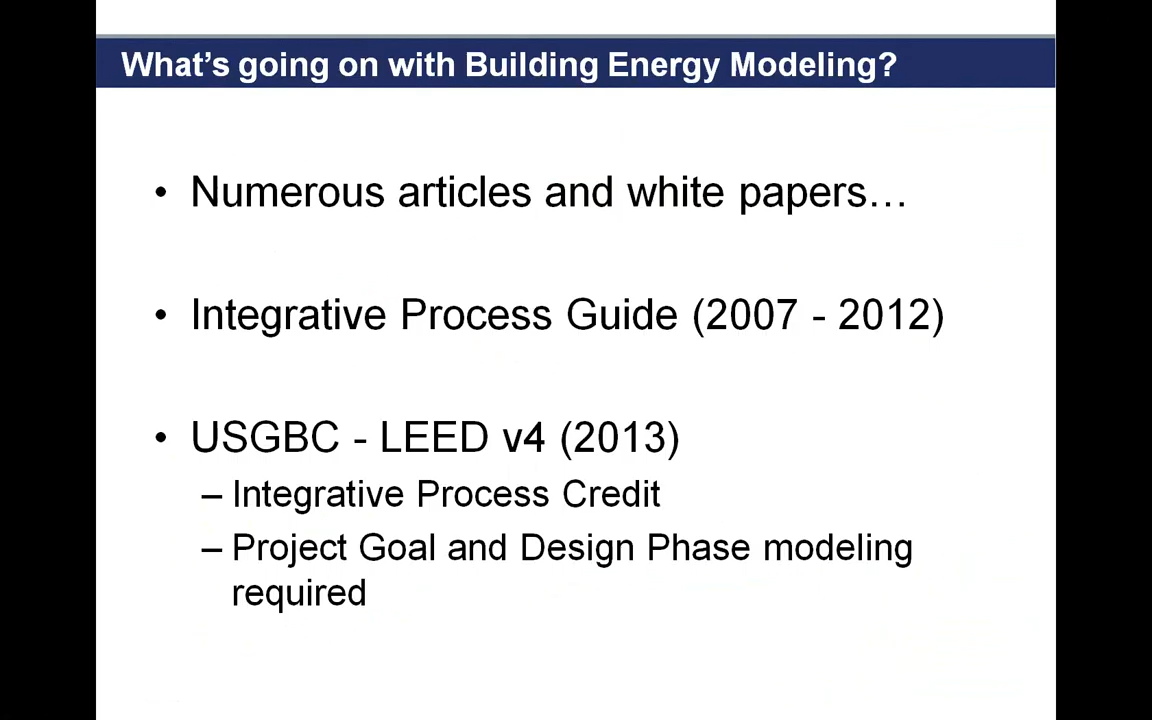 What's going on with Building Energy Modeling?
• Numerous articles and white papers…
• Integrative Process Guide (2007 - 2012)
• USGBC - LEED v4 (2013)
– Integrative Process Credit
– Project Goal and Design Phase modeling
required